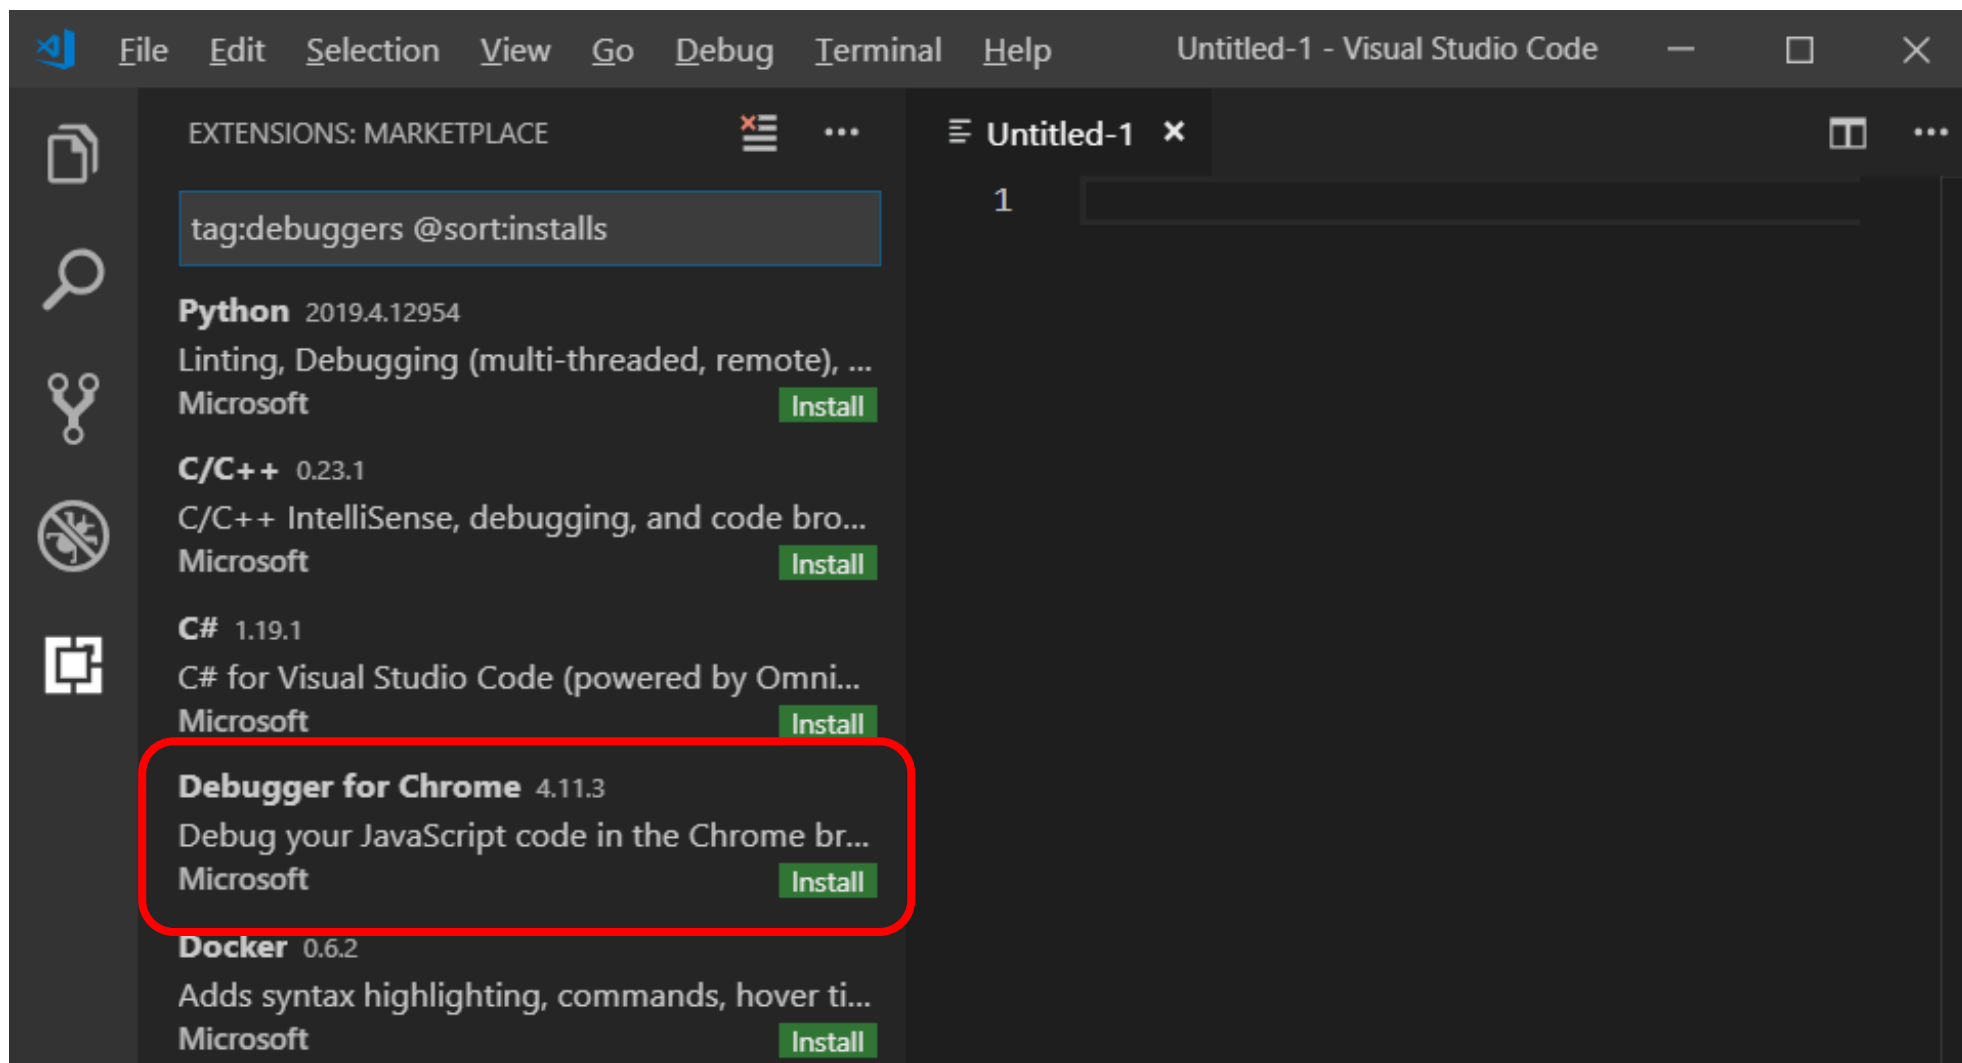 File Edit Selection View Go Debug Terminal Help Untitled-1 - Visual Studio Code
EXTENSIONS: MARKETPLACE
tag:debuggers @sort:installs
Python 2019.4.12954
Linting, Debugging (multi-threaded, remote), ...
Microsoft Install
C/C++ 0.23.1
C/C++ IntelliSense, debugging, and code bro...
Microsoft Install
C# 1.19.1
C# for Visual Studio Code (powered by Omni...
Microsoft Install
Debugger for Chrome 4.11.3
Debug your JavaScript code in the Chrome br...
Microsoft Install
Docker 0.6.2
Adds syntax highlighting, commands, hover ti...
Microsoft Install
Untitled-1
1